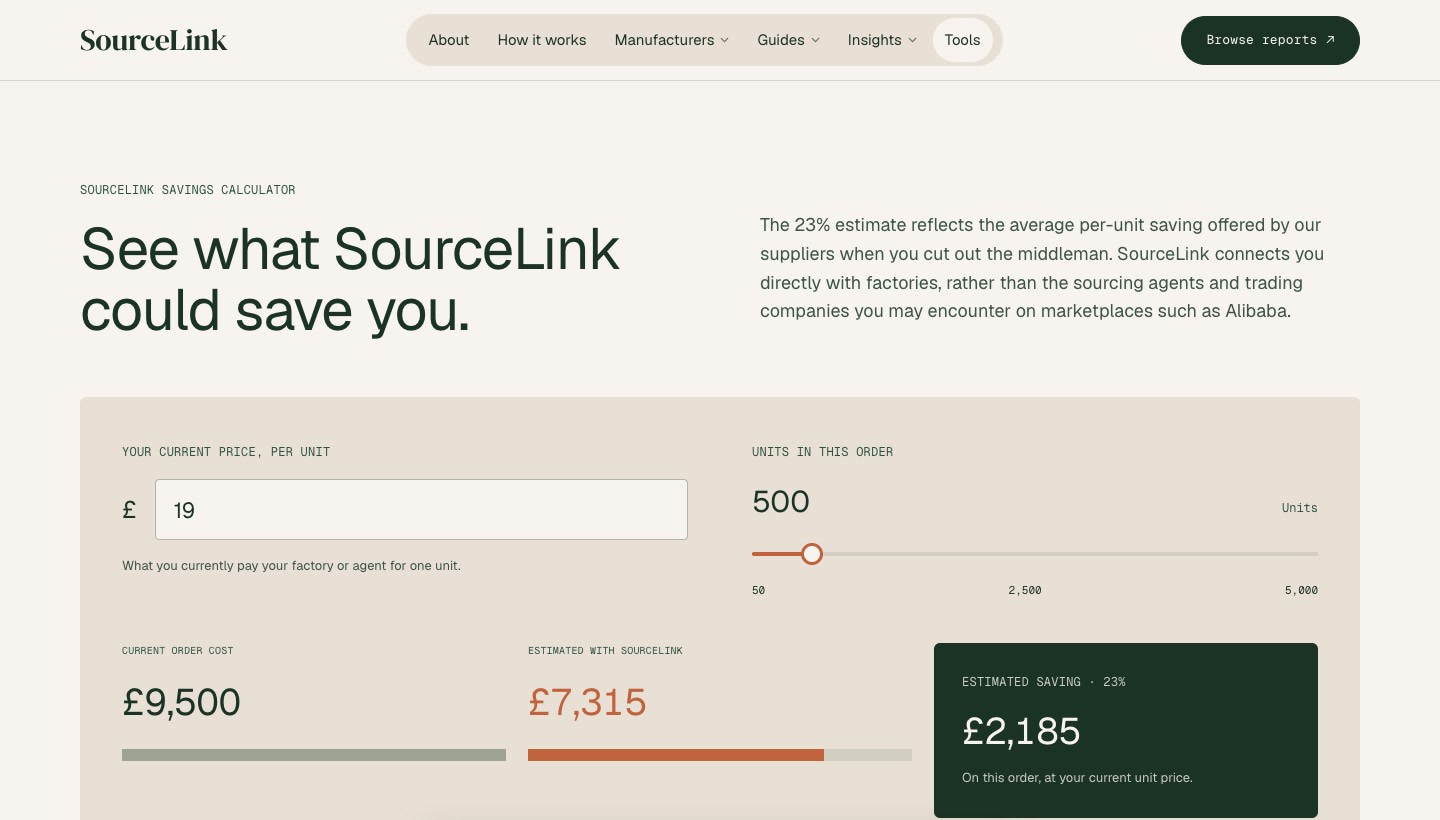 SourceLink
About
How it works
Manufacturers
Guides
Insights
Tools
Browse reports ↗
SOURCELINK SAVINGS CALCULATOR
See what SourceLink
could save you.
The 23% estimate reflects the average per-unit saving offered by our
suppliers when you cut out the middleman. SourceLink connects you
directly with factories, rather than the sourcing agents and trading
companies you may encounter on marketplaces such as Alibaba.
YOUR CURRENT PRICE, PER UNIT
£ 19
What you currently pay your factory or agent for one unit.
UNITS IN THIS ORDER
500 Units
50 2,500 5,000
CURRENT ORDER COST
£9,500
ESTIMATED WITH SOURCELINK
£7,315
ESTIMATED SAVING · 23%
£2,185
On this order, at your current unit price.